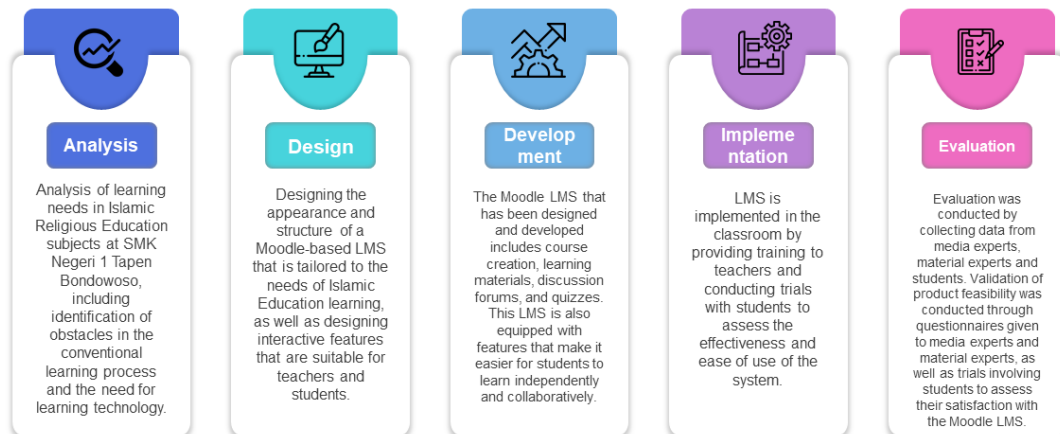 Analysis
Analysis of learning
needs in Islamic
Religious Education
subjects at SMK
Negeri 1 Tapen
Bondowoso,
including
identification of
obstacles in the
conventional
learning process
and the need for
learning technology.
Design
Designing the
appearance and
structure of a
Moodle-based LMS
that is tailored to the
needs of Islamic
Education learning,
as well as designing
interactive features
that are suitable for
teachers and
students.
Develop
ment
The Moodle LMS that
has been designed
and developed
includes course
creation, learning
materials, discussion
forums, and quizzes.
This LMS is also
equipped with
features that make it
easier for students to
learn independently
and collaboratively.
Impleme
ntation
LMS is
implemented in the
classroom by
providing training to
teachers and
conducting trials
with students to
assess the
effectiveness and
ease of use of the
system.
Evaluation
Evaluation was
conducted by
collecting data from
media experts,
material experts and
students. Validation of
product feasibility was
conducted through
questionnaires given
to media experts and
material experts, as
well as trials involving
students to assess
their satisfaction with
the Moodle LMS.